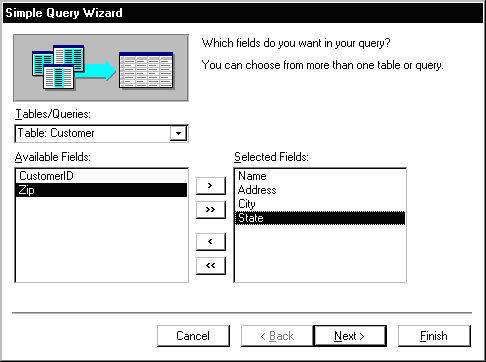 Simple Query Wizard
Which fields do you want in your query?
You can choose from more than one table or query.
Tables/Queries:
Table: Customer
Available Fields:
CustomerID
Zip
>
>>
<
<<
Selected Fields:
Name
Address
City
State
Cancel
< Back
Next >
Finish